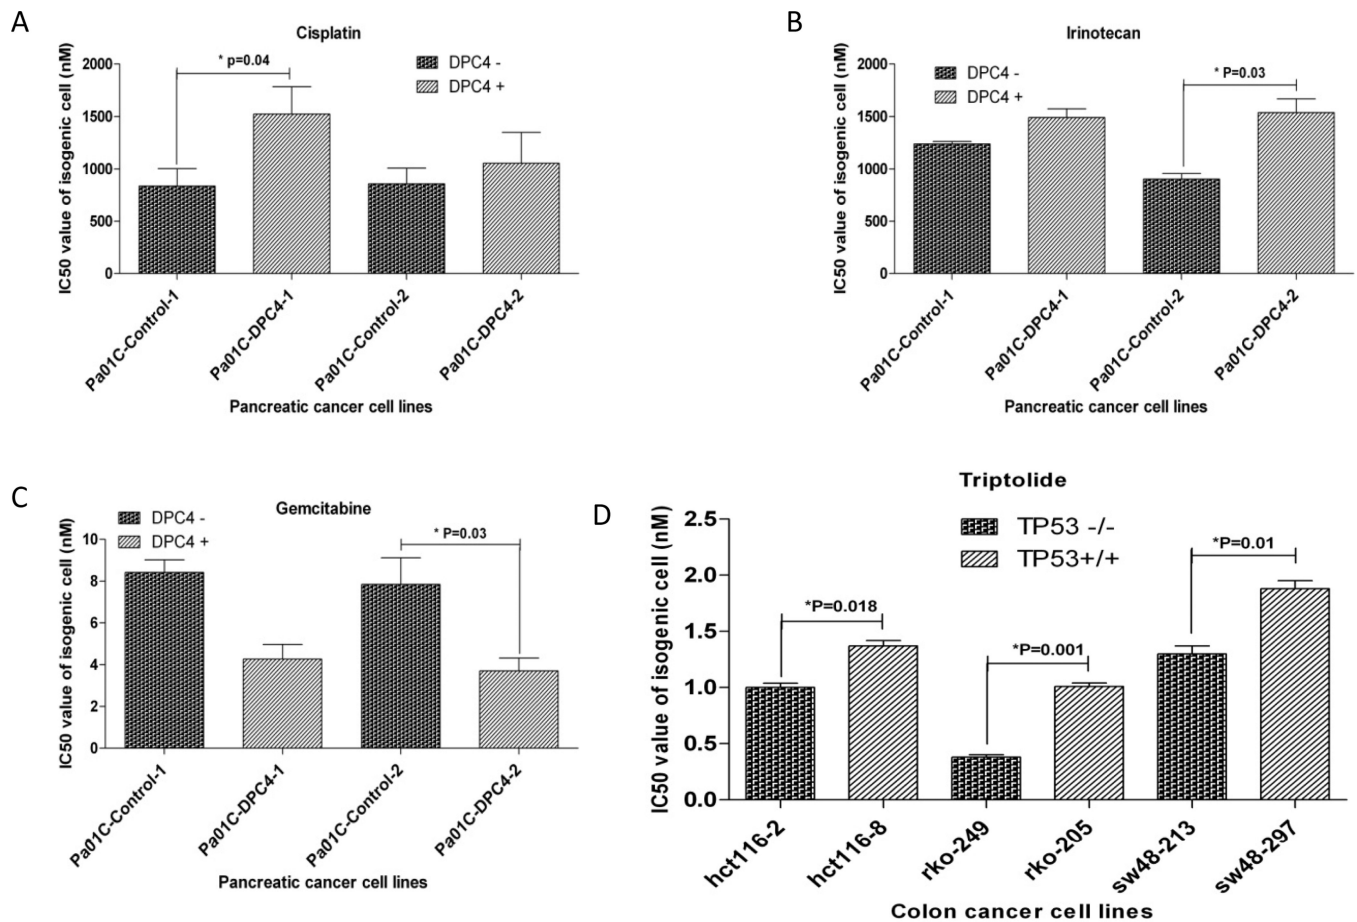 A
Cisplatin
* p=0.04
DPC4 -
DPC4 +
IC50 value of isogenic cell (nM)
2000
1500
1000
500
0
Pa01C-Control-1
Pa01C-DPC4-1
Pa01C-Control-2
Pa01C-DPC4-2
Pancreatic cancer cell lines
B
Irinotecan
DPC4 -
DPC4 +
* P=0.03
IC50 value of isogenic cell (nM)
2000
1500
1000
500
0
Pa01C-Control-1
Pa01C-DPC4-1
Pa01C-Control-2
Pa01C-DPC4-2
Pancreatic cancer cell lines
C
Gemcitabine
DPC4 -
DPC4 +
* P=0.03
IC50 value of isogenic cell (nM)
10
8
6
4
2
0
Pa01C-Control-1
Pa01C-DPC4-1
Pa01C-Control-2
Pa01C-DPC4-2
Pancreatic cancer cell lines
D
Triptolide
TP53 -/-
TP53+/+
*P=0.018
*P=0.001
*P=0.01
IC50 value of isogenic cell (nM)
2.5
2.0
1.5
1.0
0.5
0.0
hct116-2
hct116-8
rko-249
rko-205
sw48-213
sw48-297
Colon cancer cell lines